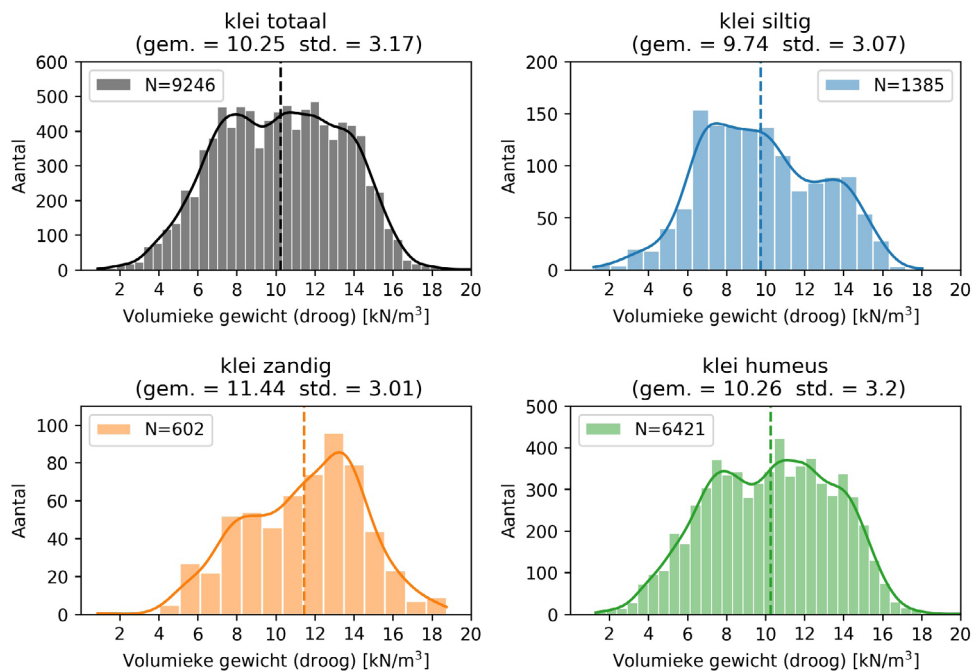 klei totaal
(gem. = 10.25 std. = 3.17)
600
500
400
300
200
100
0
Aantal
N=9246
2 4 6 8 10 12 14 16 18 20
Volumieke gewicht (droog) [kN/m³]
klei siltig
(gem. = 9.74 std. = 3.07)
200
150
100
50
0
Aantal
N=1385
2 4 6 8 10 12 14 16 18 20
Volumieke gewicht (droog) [kN/m³]
klei zandig
(gem. = 11.44 std. = 3.01)
100
80
60
40
20
0
Aantal
N=602
2 4 6 8 10 12 14 16 18 20
Volumieke gewicht (droog) [kN/m³]
klei humeus
(gem. = 10.26 std. = 3.2)
500
400
300
200
100
0
Aantal
N=6421
2 4 6 8 10 12 14 16 18 20
Volumieke gewicht (droog) [kN/m³]